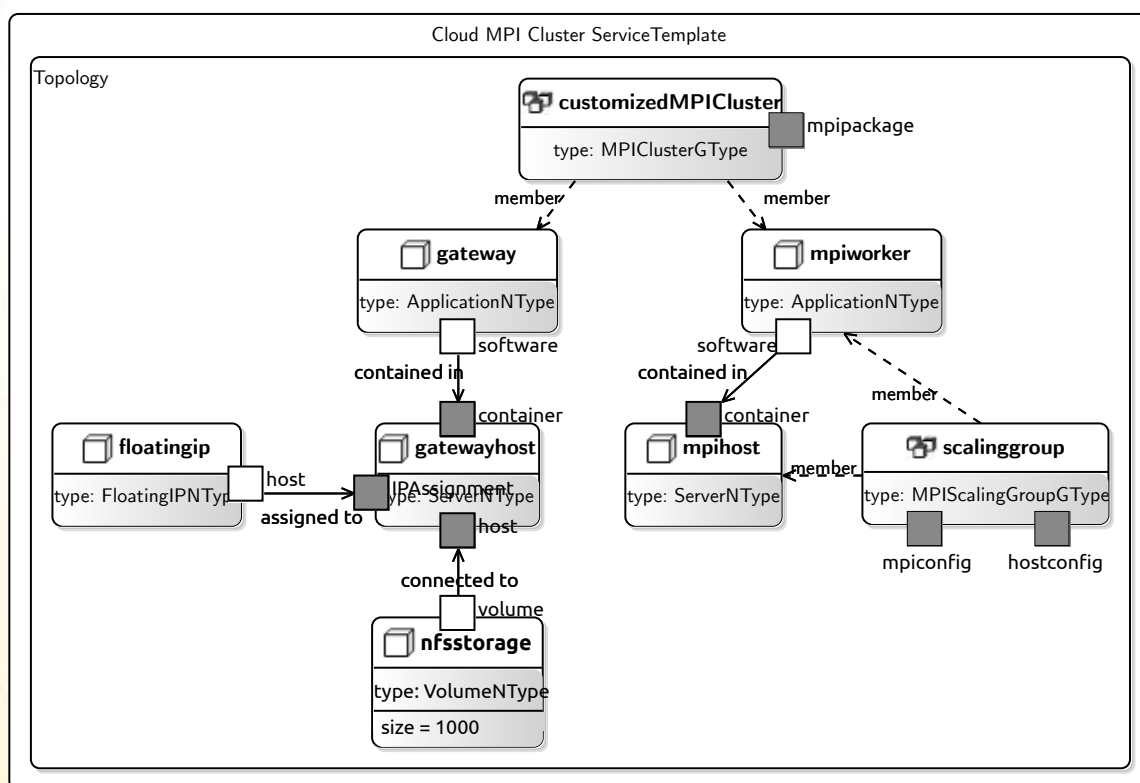 Cloud MPI Cluster ServiceTemplate
Topology
customizedMPICluster
type: MPIClusterGType
mpipackage
member
member
gateway
type: ApplicationNType
software
mpiworker
type: ApplicationNType
software
contained in
contained in
container
container
member
floatingip
type: FloatingIPNType
host
assigned to
gatewayhost
IPAssignment
type: ServerNType
host
mpihost
type: ServerNType
member
scalinggroup
type: MPIScalingGroupGType
mpiconfig
hostconfig
connected to
volume
nfsstorage
type: VolumeNType
size = 1000